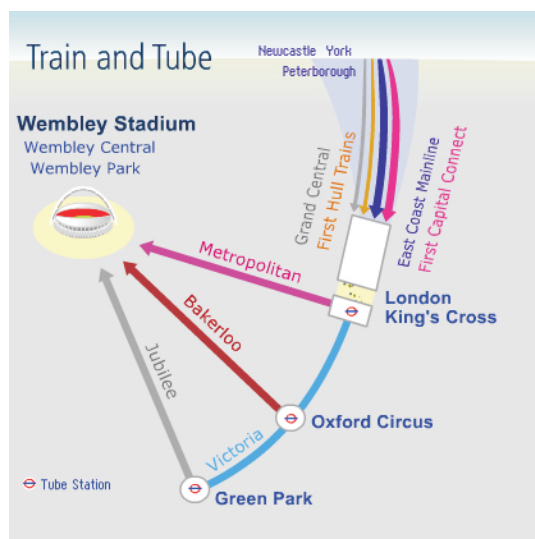 Train and Tube
Newcastle York
Peterborough
Wembley Stadium
Wembley Central
Wembley Park
Grand Central
First Hull Trains
East Coast Mainline
First Capital Connect
Metropolitan
London
King's Cross
Bakerloo
Jubilee
Oxford Circus
Victoria
Tube Station
Green Park